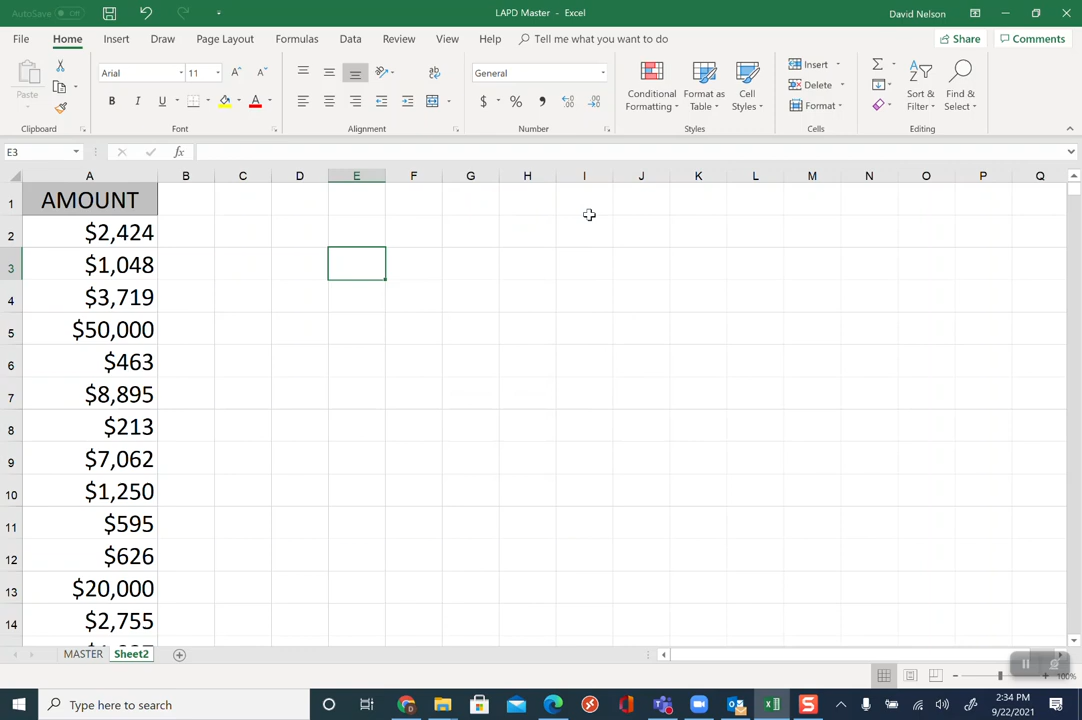 AutoSave Off
LAPD Master - Excel
David Nelson
File Home Insert Draw Page Layout Formulas Data Review View Help Tell me what you want to do Share Comments
Paste
Clipboard
Arial 11
B I U A
Font
Alignment
General
$ % ,
Number
Conditional Formatting
Format as Table
Cell Styles
Styles
Insert
Delete
Format
Cells
Sort & Filter
Find & Select
Editing
E3 fx
A B C D E F G H I J K L M N O P Q
1 AMOUNT
2 $2,424
3 $1,048
4 $3,719
5 $50,000
6 $463
7 $8,895
8 $213
9 $7,062
10 $1,250
11 $595
12 $626
13 $20,000
14 $2,755
MASTER Sheet2
100%
Type here to search
2:34 PM
9/22/2021